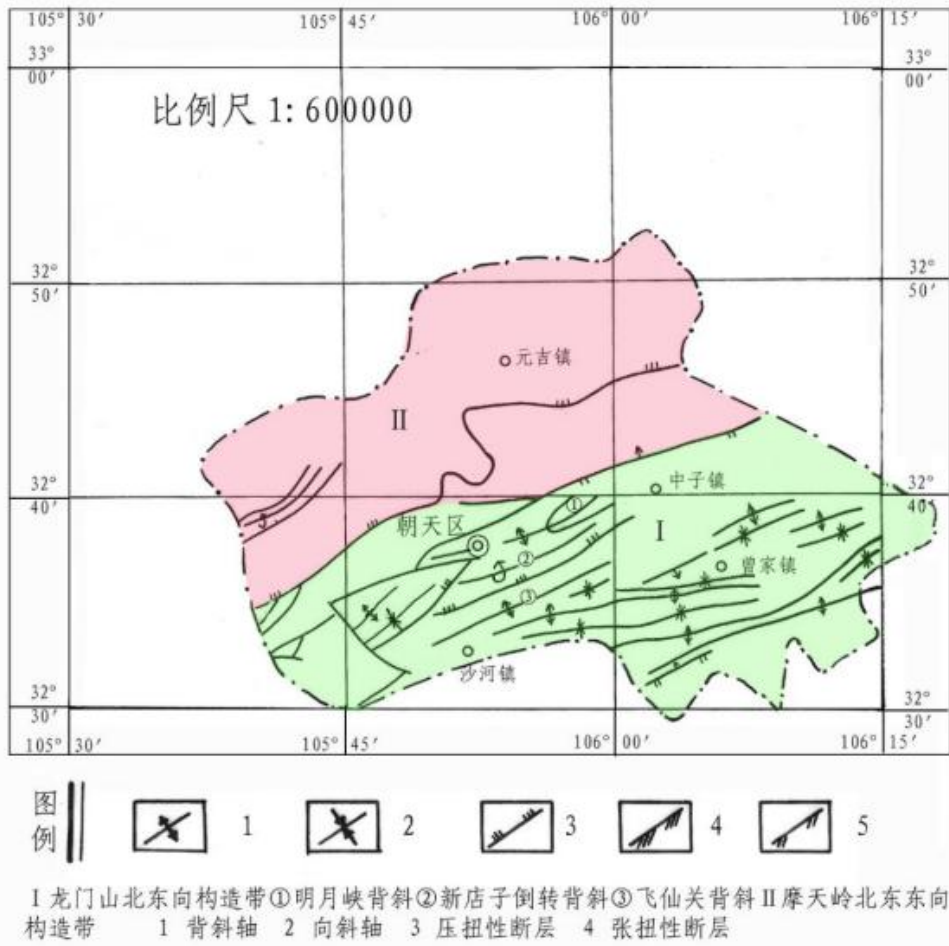 105° 30′ 105° 45′ 106° 00′ 106° 15′
33° 00′ 33° 00′
比例尺 1: 600000
32° 50′ 32° 50′
元吉镇
II
中子镇
32° 40′ 32° 40′
①
朝天区 I
②
曾家镇
③
沙河镇
32° 30′ 32° 30′
105° 30′ 105° 45′ 106° 00′ 106° 15′
图例 1 2 3 4 5
I 龙门山北东向构造带①明月峡背斜②新店子倒转背斜③飞仙关背斜 II 摩天岭北东东向
构造带 1 背斜轴 2 向斜轴 3 压扭性断层 4 张扭性断层